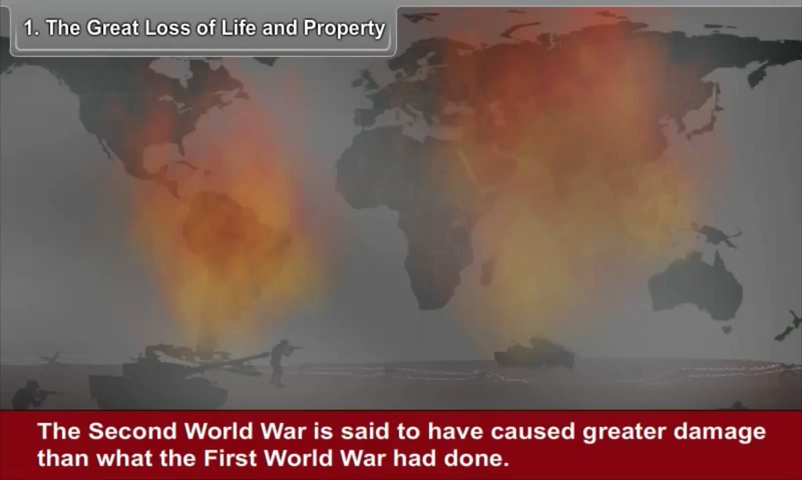 1. The Great Loss of Life and Property
The Second World War is said to have caused greater damage
than what the First World War had done.